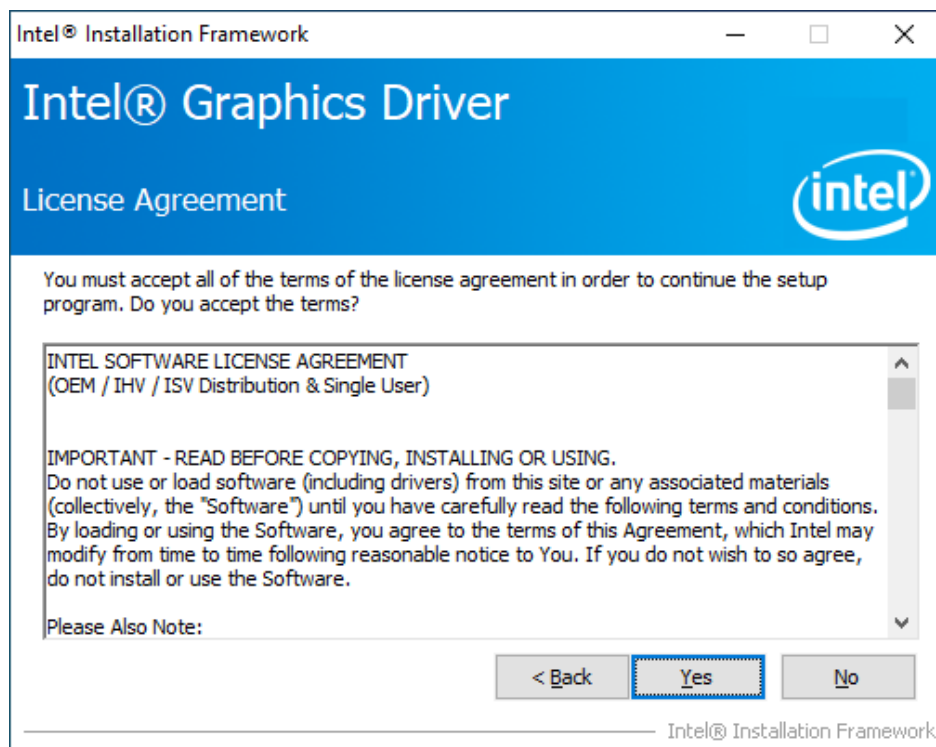 Intel® Installation Framework
Intel® Graphics Driver
License Agreement
intel
You must accept all of the terms of the license agreement in order to continue the setup
program. Do you accept the terms?
INTEL SOFTWARE LICENSE AGREEMENT
(OEM / IHV / ISV Distribution & Single User)
IMPORTANT - READ BEFORE COPYING, INSTALLING OR USING.
Do not use or load software (including drivers) from this site or any associated materials
(collectively, the "Software") until you have carefully read the following terms and conditions.
By loading or using the Software, you agree to the terms of this Agreement, which Intel may
modify from time to time following reasonable notice to You. If you do not wish to so agree,
do not install or use the Software.
Please Also Note:
< Back Yes No
Intel® Installation Framework